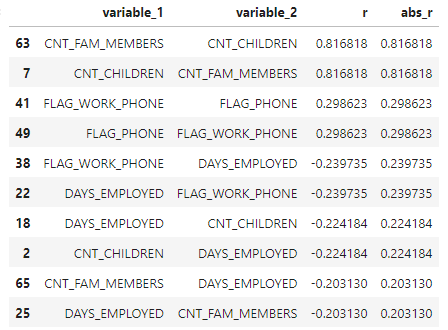 variable_1 variable_2 r abs_r
63 CNT_FAM_MEMBERS CNT_CHILDREN 0.816818 0.816818
7 CNT_CHILDREN CNT_FAM_MEMBERS 0.816818 0.816818
41 FLAG_WORK_PHONE FLAG_PHONE 0.298623 0.298623
49 FLAG_PHONE FLAG_WORK_PHONE 0.298623 0.298623
38 FLAG_WORK_PHONE DAYS_EMPLOYED -0.239735 0.239735
22 DAYS_EMPLOYED FLAG_WORK_PHONE -0.239735 0.239735
18 DAYS_EMPLOYED CNT_CHILDREN -0.224184 0.224184
2 CNT_CHILDREN DAYS_EMPLOYED -0.224184 0.224184
65 CNT_FAM_MEMBERS DAYS_EMPLOYED -0.203130 0.203130
25 DAYS_EMPLOYED CNT_FAM_MEMBERS -0.203130 0.203130